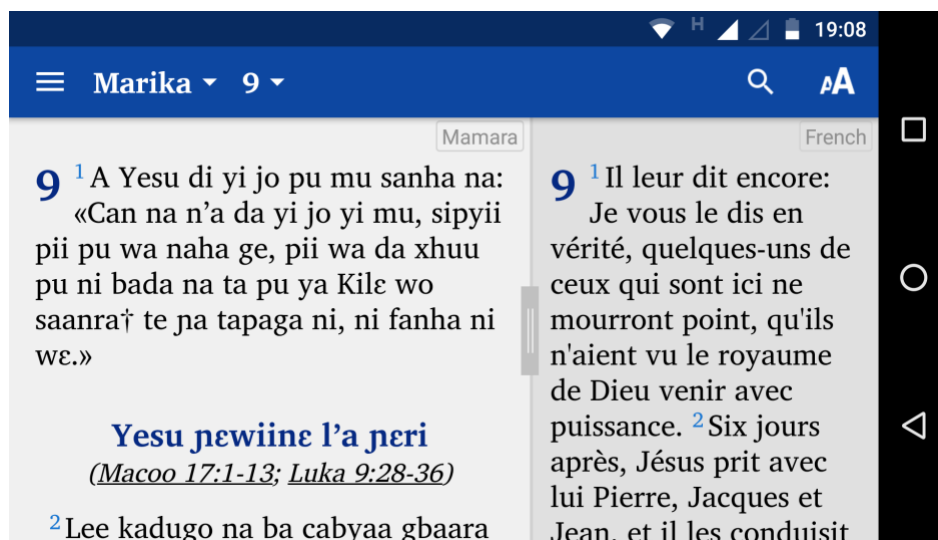 H 19:08
Marika 9
Mamara
9 1 A Yesu di yi jo pu mu sanha na:
«Can na n’a da yi jo yi mu, sipyii
pii pu wa naha ge, pii wa da xhuu
pu ni bada na ta pu ya Kilɛ wo
saanra† te ɲa tapaga ni, ni fanha ni
wɛ.»
Yesu ɲɛwiinɛ l’a ɲɛri
(Macoo 17:1-13; Luka 9:28-36)
2 Lee kadugo na ba cabyaa gbaara
French
9 1 Il leur dit encore:
Je vous le dis en
vérité, quelques-uns de
ceux qui sont ici ne
mourront point, qu'ils
n'aient vu le royaume
de Dieu venir avec
puissance. 2 Six jours
après, Jésus prit avec
lui Pierre, Jacques et
Jean, et il les conduisit